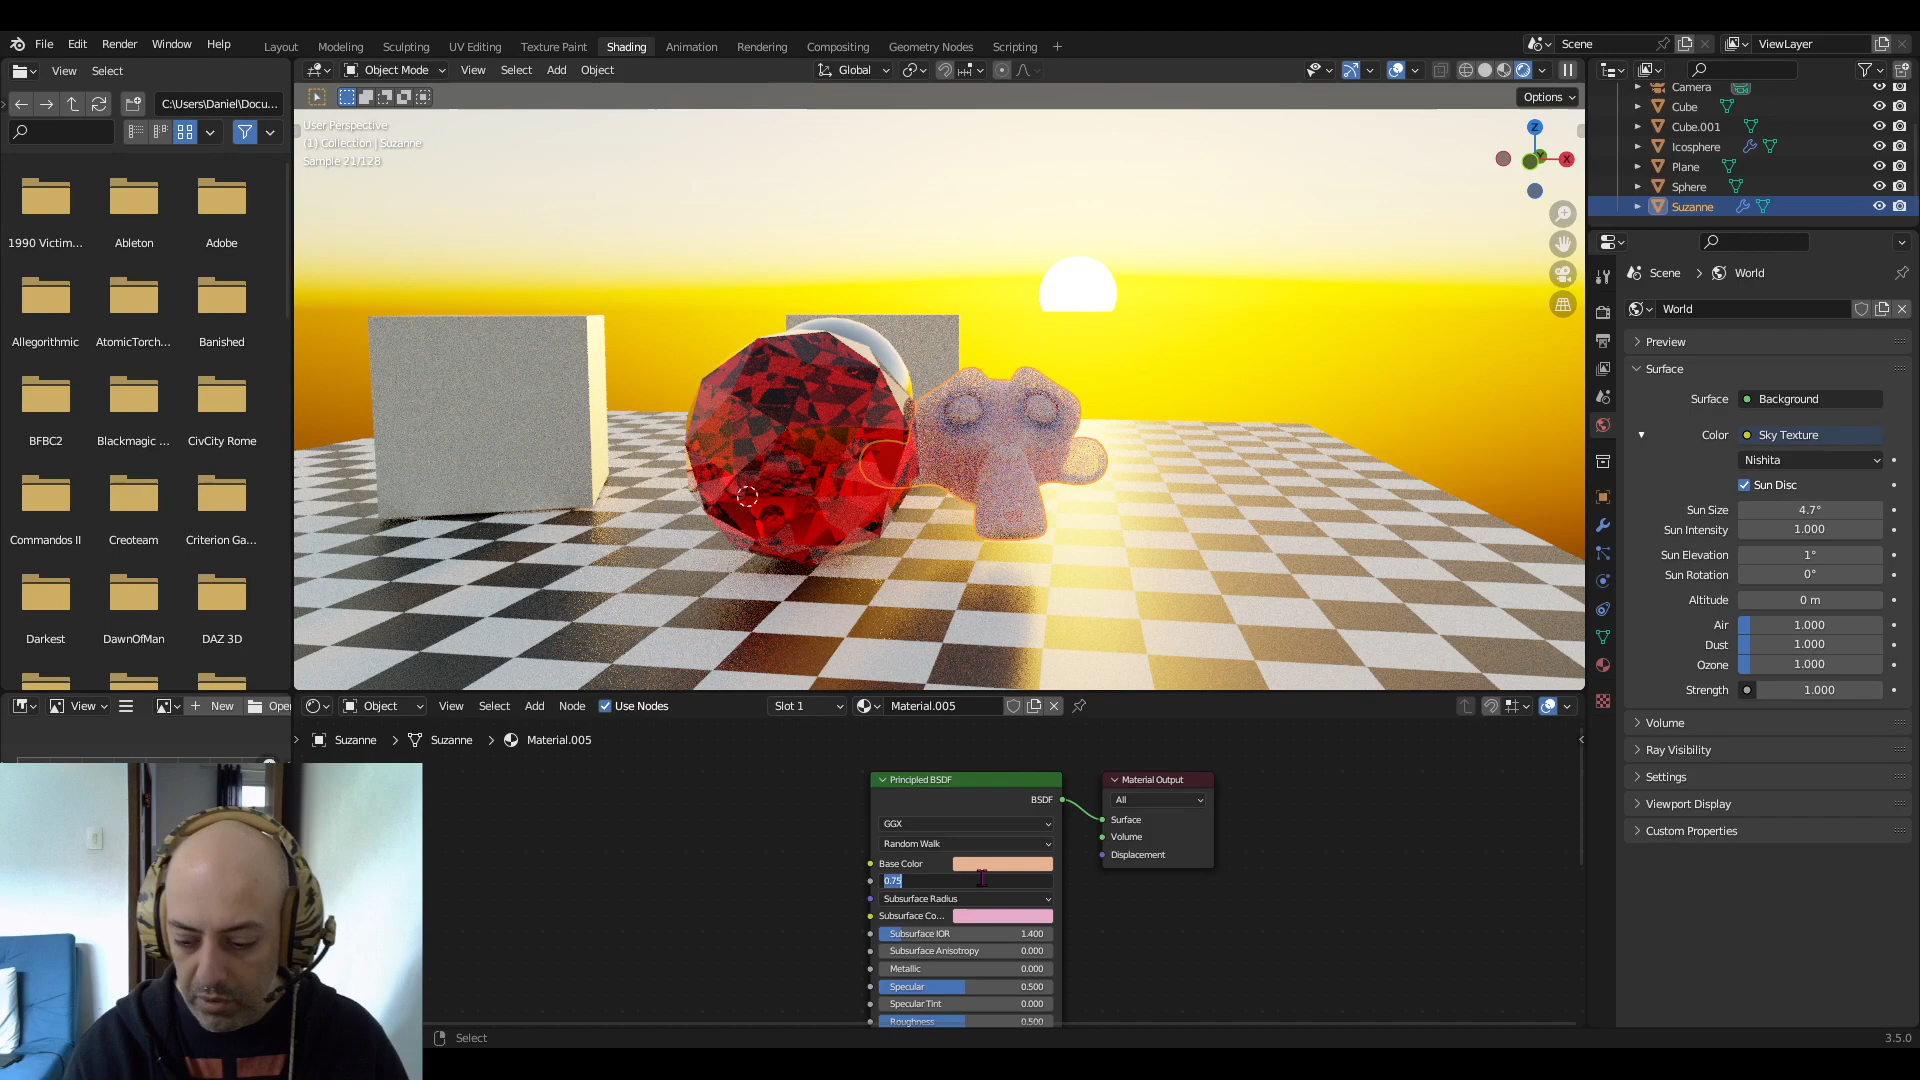 File Edit Render Window Help
Layout Modeling Sculpting UV Editing Texture Paint Shading Animation Rendering Compositing Geometry Nodes Scripting +
Scene
ViewLayer
View Select
Object Mode View Select Add Object
Global
C:\Users\Daniel\Docu...
Options
User Perspective
(1) Collection | Suzanne
Sample 21/128
Z
Y
X
1990 Victim... Ableton Adobe
Allegorithmic AtomicTorch... Banished
BFBC2 Blackmagic ... CivCity Rome
Commandos II Creoteam Criterion Ga...
Darkest DawnOfMan DAZ 3D
Camera
Cube
Cube.001
Icosphere
Plane
Sphere
Suzanne
Scene > World
World
Preview
Surface
Surface Background
Color Sky Texture
Nishita
Sun Disc
Sun Size 4.7°
Sun Intensity 1.000
Sun Elevation 1°
Sun Rotation 0°
Altitude 0 m
Air 1.000
Dust 1.000
Ozone 1.000
Strength 1.000
Volume
Ray Visibility
Settings
Viewport Display
Custom Properties
View + New Open
Object View Select Add Node Use Nodes Slot 1 Material.005
Suzanne > Suzanne > Material.005
Principled BSDF
BSDF
GGX
Random Walk
Base Color
0.75
Subsurface Radius
Subsurface Co...
Subsurface IOR 1.400
Subsurface Anisotropy 0.000
Metallic 0.000
Specular 0.500
Specular Tint 0.000
Roughness 0.500
Material Output
All
Surface
Volume
Displacement
Select
3.5.0